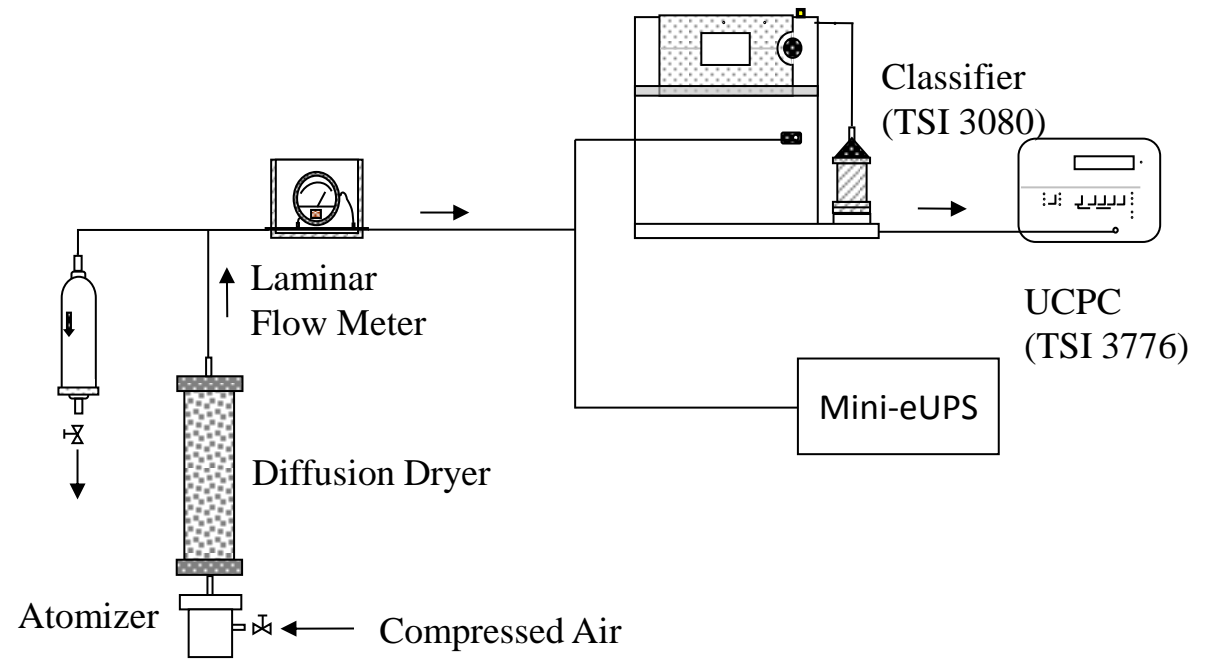 Classifier
(TSI 3080)
Laminar
Flow Meter
UCPC
(TSI 3776)
Mini-eUPS
Diffusion Dryer
Atomizer
Compressed Air